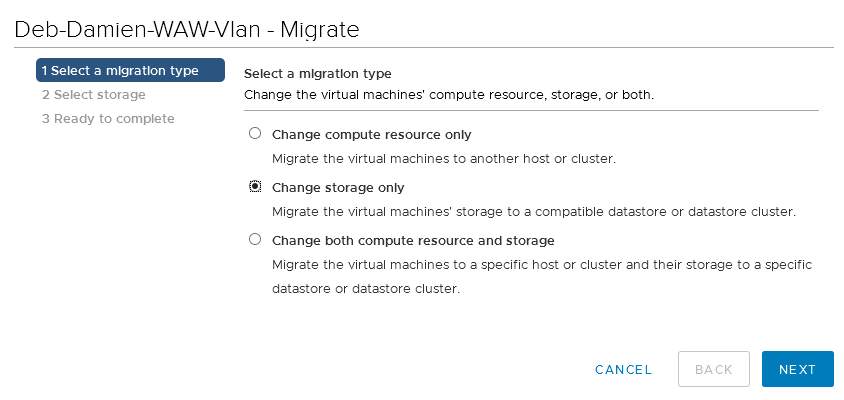 Deb-Damien-WAW-Vlan - Migrate
1 Select a migration type
2 Select storage
3 Ready to complete
Select a migration type
Change the virtual machines' compute resource, storage, or both.
Change compute resource only
Migrate the virtual machines to another host or cluster.
Change storage only
Migrate the virtual machines' storage to a compatible datastore or datastore cluster.
Change both compute resource and storage
Migrate the virtual machines to a specific host or cluster and their storage to a specific
datastore or datastore cluster.
CANCEL BACK NEXT